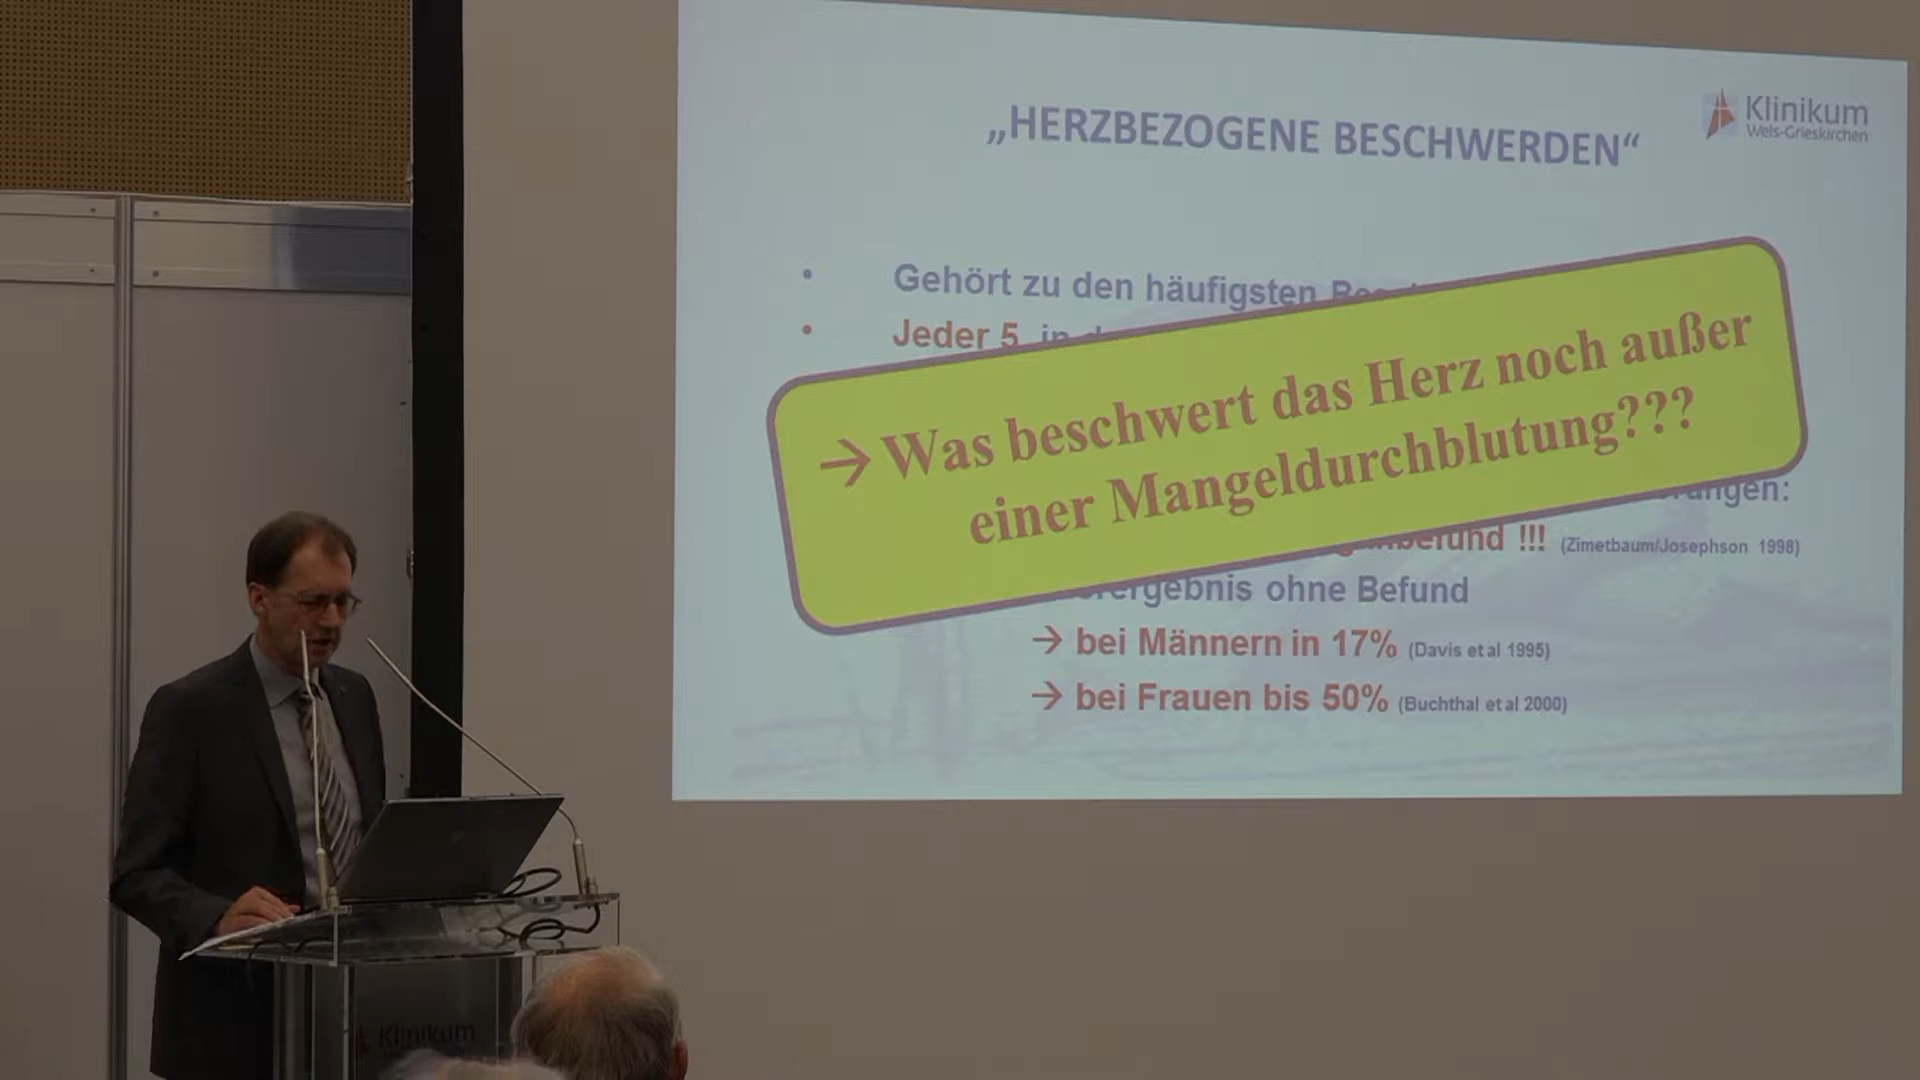 „HERZBEZOGENE BESCHWERDEN“
Klinikum
Wels-Grieskirchen
• Gehört zu den häufigsten
• Jeder 5. in
→ Was beschwert das Herz noch außer
einer Mangeldurchblutung???
!!! (Zimetbaum/Josephson 1998)
ohne Befund
→ bei Männern in 17% (Davis et al 1995)
→ bei Frauen bis 50% (Buchthal et al 2000)
Klinikum